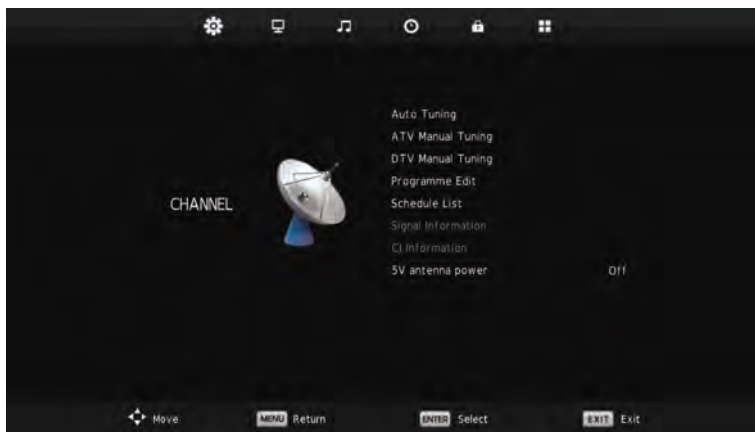 Auto Tuning
ATV Manual Tuning
DTV Manual Tuning
Programme Edit
CHANNEL
Schedule List
Signal Information
CI Information
5V antenna power Off
Move MENU Return ENTER Select EXIT Exit